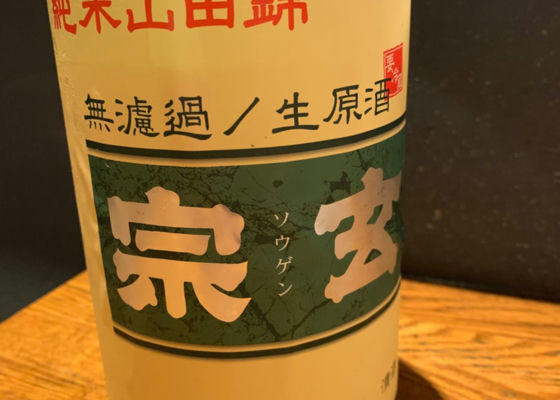 純米山田錦
無濾過/生原酒
宗玄
ソウゲン